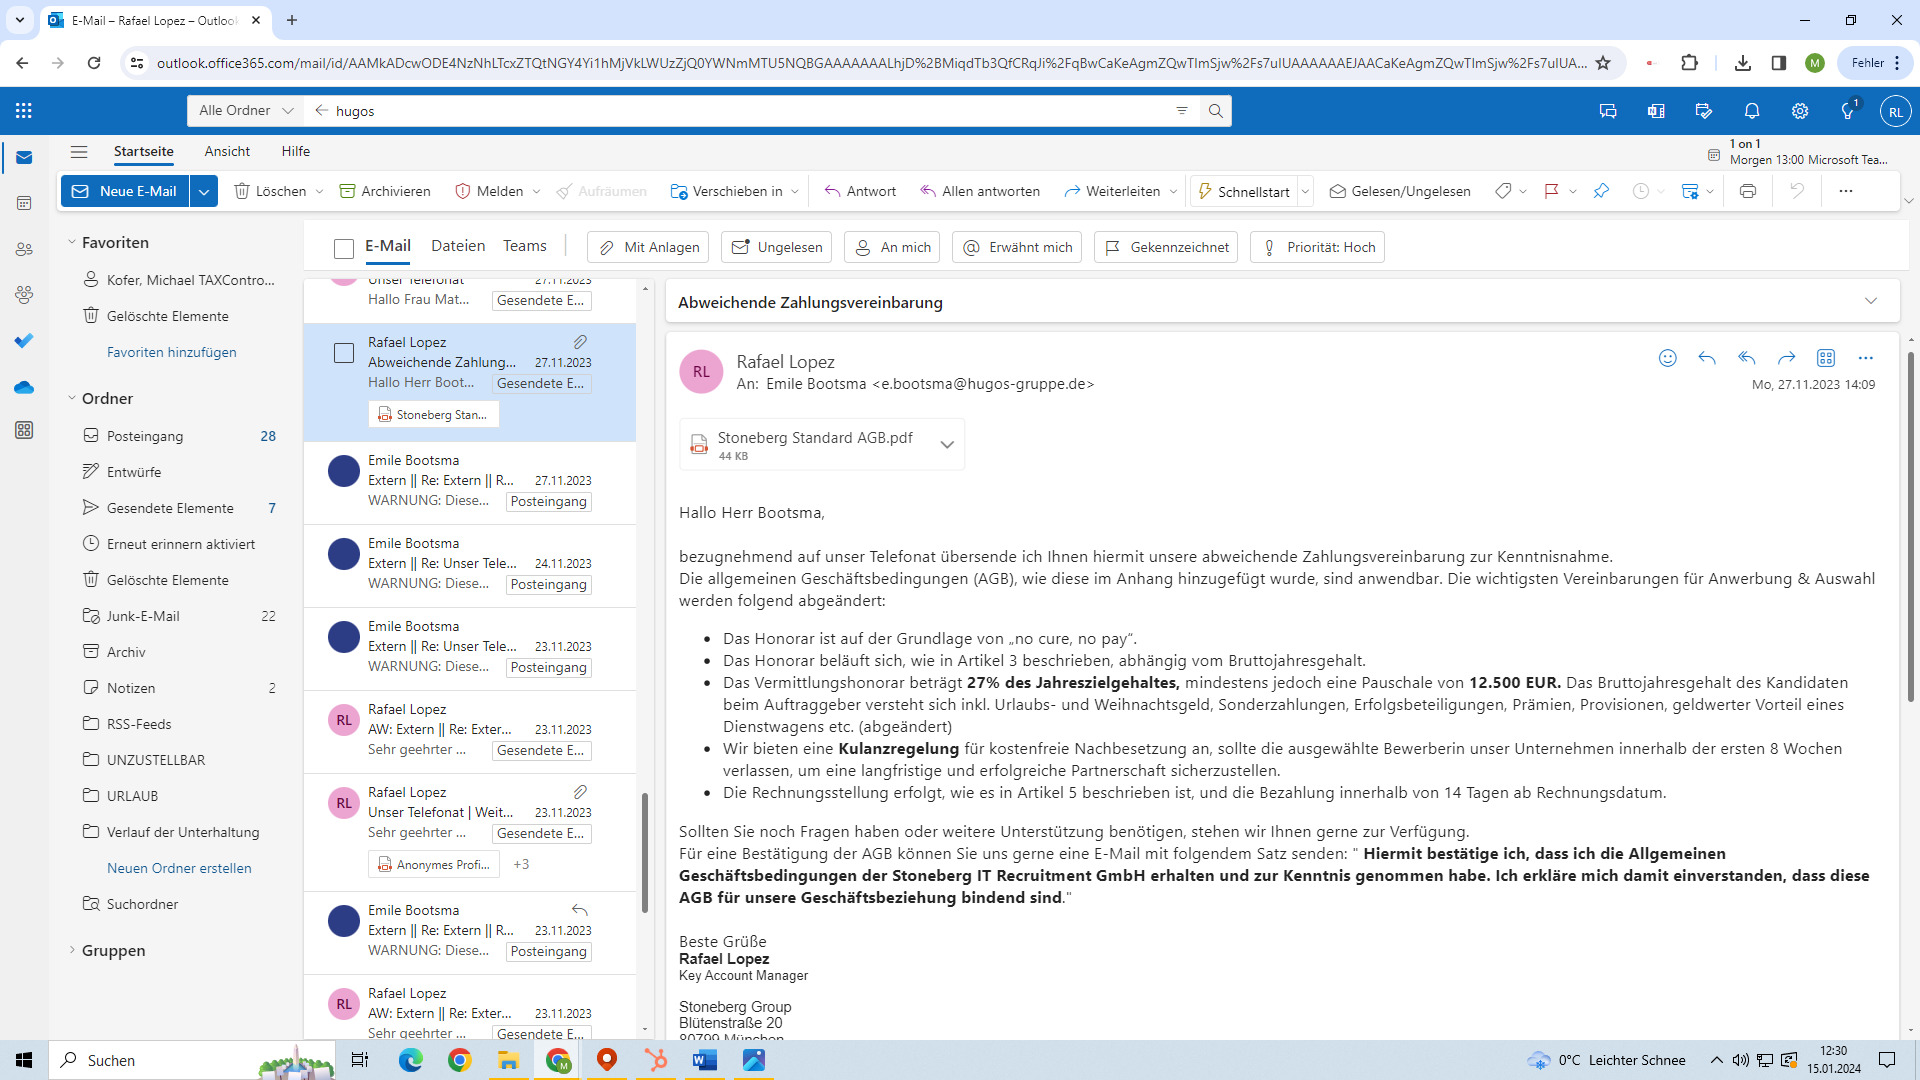 E-Mail – Rafael Lopez – Outlook
outlook.office365.com/mail/id/AAMkADcwODE4NzNhLTcxZTQtNGY4Yi1hMjVkLWUzZjQ0YWNmMTU5NQBGAAAAAAALhjD%2BMiqdTb3QfCRqJi%2FqBwCaKeAgmZQwTImSjw%2Fs7uIUAAAAAAEJAACaKeAgmZQwTImSjw%2Fs7uIUA...
M
Fehler
Alle Ordner
hugos
1
RL
Startseite
Ansicht
Hilfe
1 on 1
Morgen 13:00 Microsoft Tea...
Neue E-Mail
Löschen
Archivieren
Melden
Aufräumen
Verschieben in
Antwort
Allen antworten
Weiterleiten
Schnellstart
Gelesen/Ungelesen
Favoriten
Kofer, Michael TAXContro...
Gelöschte Elemente
Favoriten hinzufügen
Ordner
Posteingang 28
Entwürfe
Gesendete Elemente 7
Erneut erinnern aktiviert
Gelöschte Elemente
Junk-E-Mail 22
Archiv
Notizen 2
RSS-Feeds
UNZUSTELLBAR
URLAUB
Verlauf der Unterhaltung
Neuen Ordner erstellen
Suchordner
Gruppen
E-Mail
Dateien
Teams
Mit Anlagen
Ungelesen
An mich
Erwähnt mich
Gekennzeichnet
Priorität: Hoch
Unser Telefonat 27.11.2023
Hallo Frau Mat... Gesendete E...
Rafael Lopez
Abweichende Zahlung... 27.11.2023
Hallo Herr Boot... Gesendete E...
Stoneberg Stan...
Emile Bootsma
Extern || Re: Extern || R... 27.11.2023
WARNUNG: Diese... Posteingang
Emile Bootsma
Extern || Re: Unser Tele... 24.11.2023
WARNUNG: Diese... Posteingang
Emile Bootsma
Extern || Re: Unser Tele... 23.11.2023
WARNUNG: Diese... Posteingang
RL
Rafael Lopez
AW: Extern || Re: Exter... 23.11.2023
Sehr geehrter ... Gesendete E...
RL
Rafael Lopez
Unser Telefonat | Weit... 23.11.2023
Sehr geehrter ... Gesendete E...
Anonymes Profi... +3
Emile Bootsma
Extern || Re: Extern || R... 23.11.2023
WARNUNG: Diese... Posteingang
RL
Rafael Lopez
AW: Extern || Re: Exter... 23.11.2023
Sehr geehrter ... Gesendete E...
Abweichende Zahlungsvereinbarung
RL
Rafael Lopez
An: Emile Bootsma <e.bootsma@hugos-gruppe.de>
Mo, 27.11.2023 14:09
Stoneberg Standard AGB.pdf
44 KB
Hallo Herr Bootsma,
bezugnehmend auf unser Telefonat übersende ich Ihnen hiermit unsere abweichende Zahlungsvereinbarung zur Kenntnisnahme.
Die allgemeinen Geschäftsbedingungen (AGB), wie diese im Anhang hinzugefügt wurde, sind anwendbar. Die wichtigsten Vereinbarungen für Anwerbung & Auswahl
werden folgend abgeändert:
• Das Honorar ist auf der Grundlage von „no cure, no pay“.
• Das Honorar beläuft sich, wie in Artikel 3 beschrieben, abhängig vom Bruttojahresgehalt.
• Das Vermittlungshonorar beträgt 27% des Jahreszielgehaltes, mindestens jedoch eine Pauschale von 12.500 EUR. Das Bruttojahresgehalt des Kandidaten
beim Auftraggeber versteht sich inkl. Urlaubs- und Weihnachtsgeld, Sonderzahlungen, Erfolgsbeteiligungen, Prämien, Provisionen, geldwerter Vorteil eines
Dienstwagens etc. (abgeändert)
• Wir bieten eine Kulanzregelung für kostenfreie Nachbesetzung an, sollte die ausgewählte Bewerberin unser Unternehmen innerhalb der ersten 8 Wochen
verlassen, um eine langfristige und erfolgreiche Partnerschaft sicherzustellen.
• Die Rechnungsstellung erfolgt, wie es in Artikel 5 beschrieben ist, und die Bezahlung innerhalb von 14 Tagen ab Rechnungsdatum.
Sollten Sie noch Fragen haben oder weitere Unterstützung benötigen, stehen wir Ihnen gerne zur Verfügung.
Für eine Bestätigung der AGB können Sie uns gerne eine E-Mail mit folgendem Satz senden: " Hiermit bestätige ich, dass ich die Allgemeinen
Geschäftsbedingungen der Stoneberg IT Recruitment GmbH erhalten und zur Kenntnis genommen habe. Ich erkläre mich damit einverstanden, dass diese
AGB für unsere Geschäftsbeziehung bindend sind."
Beste Grüße
Rafael Lopez
Key Account Manager
Stoneberg Group
Blütenstraße 20
80799 München
Suchen
0°C Leichter Schnee
12:30
15.01.2024